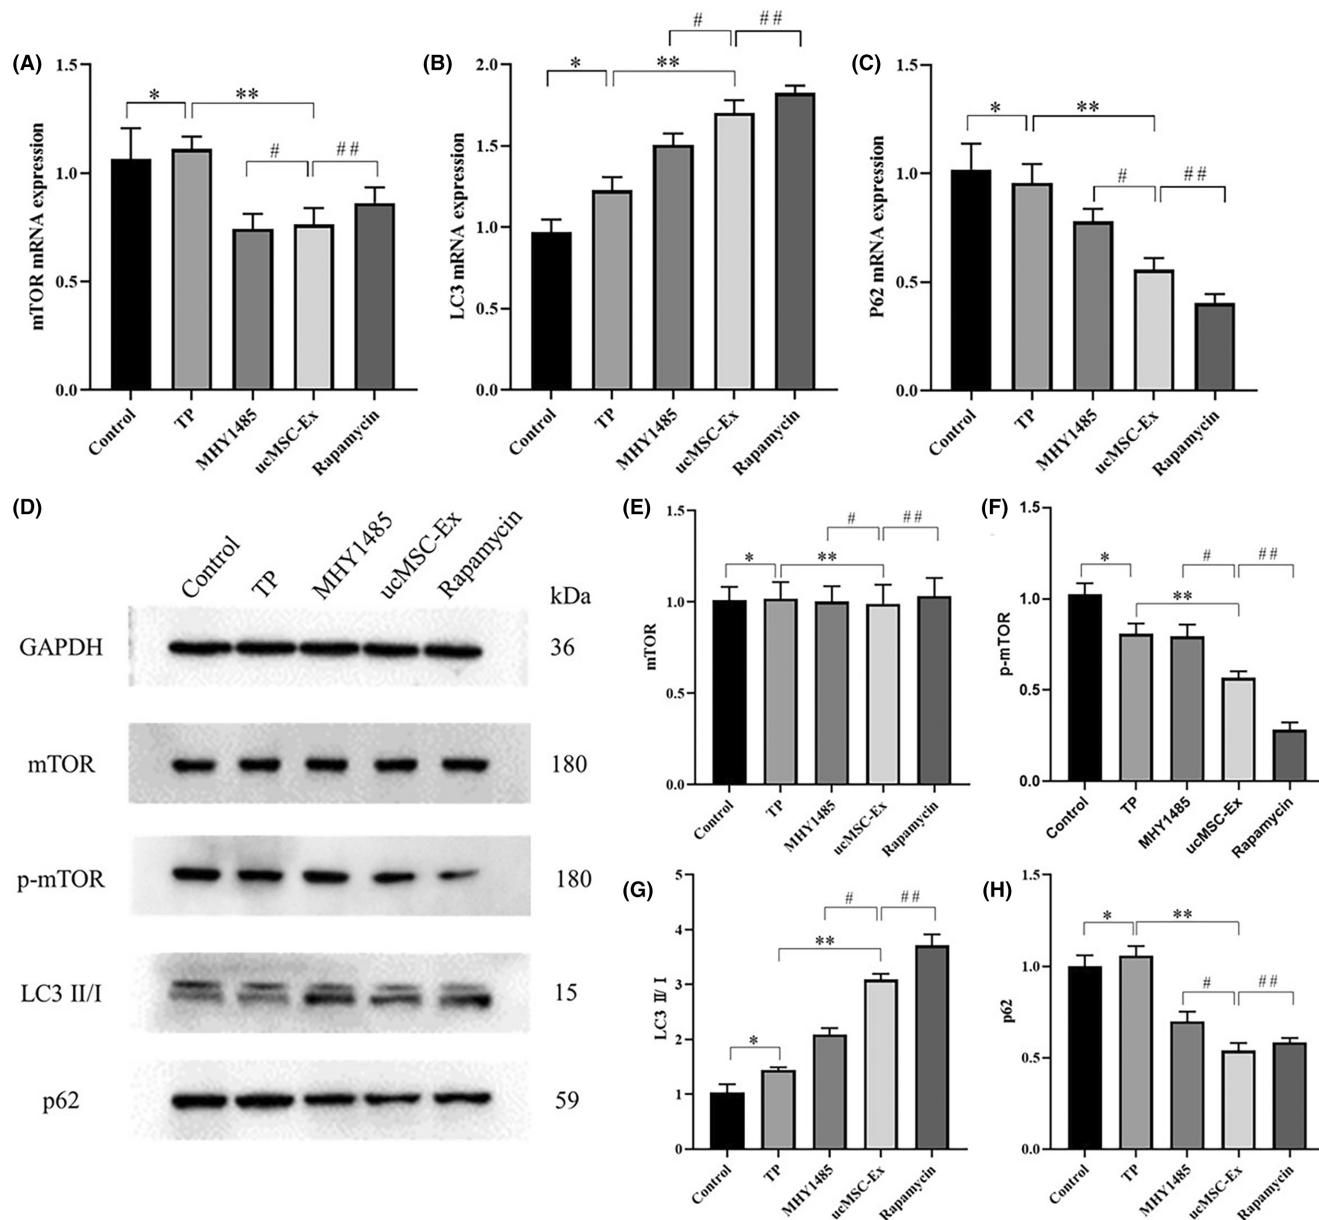 (A)
mTOR mRNA expression
1.5
1.0
0.5
0.0
*
**
#
##
Control
TP
MHY1485
ucMSC-Ex
Rapamycin
(B)
LC3 mRNA expression
2.0
1.5
1.0
0.5
0.0
*
**
#
##
Control
TP
MHY1485
ucMSC-Ex
Rapamycin
(C)
P62 mRNA expression
1.5
1.0
0.5
0.0
*
**
#
##
Control
TP
MHY1485
ucMSC-Ex
Rapamycin
(D)
Control
TP
MHY1485
ucMSC-Ex
Rapamycin
kDa
GAPDH 36
mTOR 180
p-mTOR 180
LC3 II/I 15
p62 59
(E)
mTOR
1.5
1.0
0.5
0.0
*
**
#
##
Control
TP
MHY1485
ucMSC-Ex
Rapamycin
(F)
p-mTOR
1.5
1.0
0.5
0.0
*
**
#
##
Control
TP
MHY1485
ucMSC-Ex
Rapamycin
(G)
LC3 II/ I
5
4
3
2
1
0
*
**
#
##
Control
TP
MHY1485
ucMSC-Ex
Rapamycin
(H)
p62
1.5
1.0
0.5
0.0
*
**
#
##
Control
TP
MHY1485
ucMSC-Ex
Rapamycin